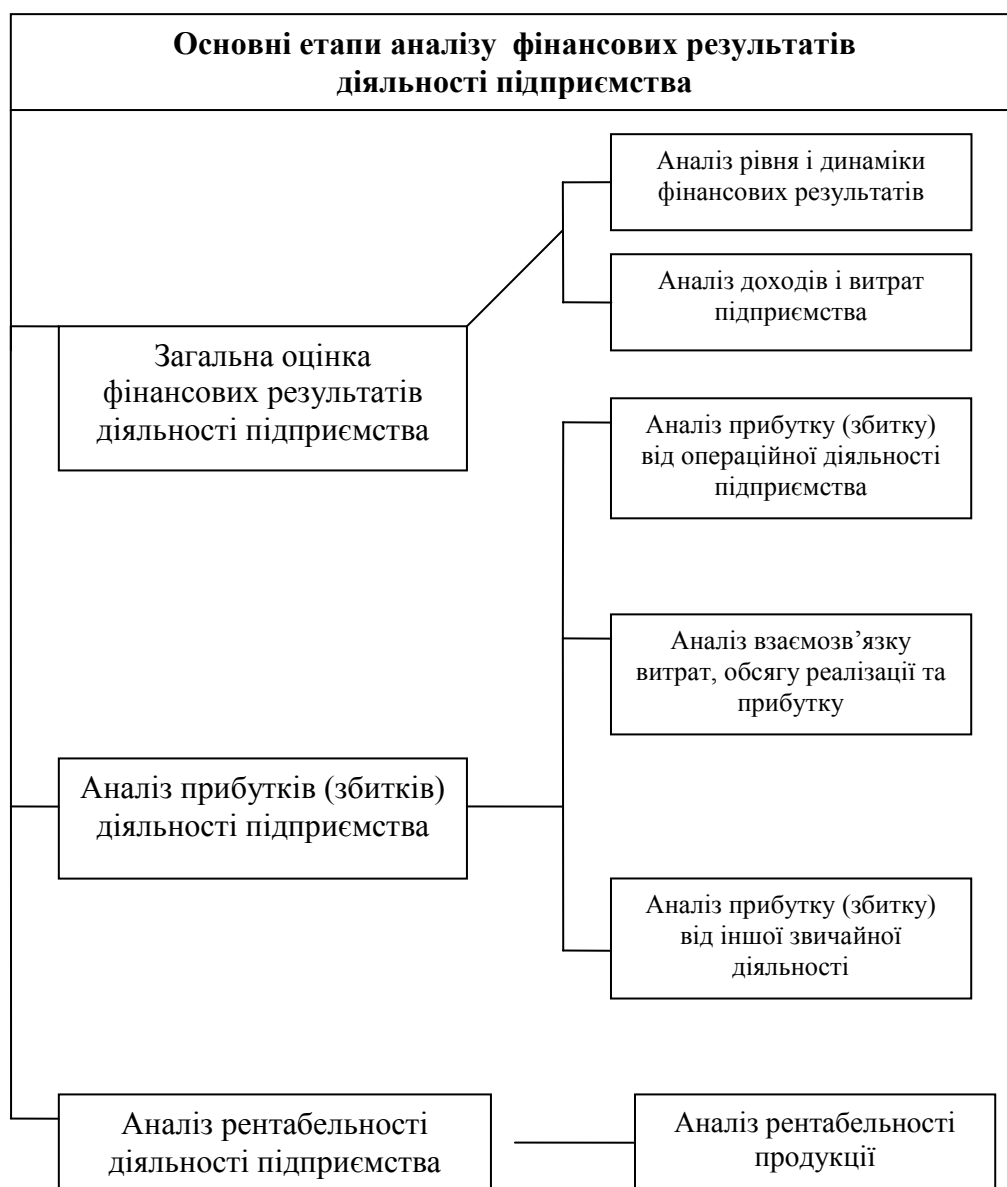 Основні етапи аналізу фінансових результатів
діяльності підприємства
Аналіз рівня і динаміки
фінансових результатів
Аналіз доходів і витрат
підприємства
Загальна оцінка
фінансових результатів
діяльності підприємства
Аналіз прибутку (збитку)
від операційної діяльності
підприємства
Аналіз взаємозв’язку
витрат, обсягу реалізації та
прибутку
Аналіз прибутків (збитків)
діяльності підприємства
Аналіз прибутку (збитку)
від іншої звичайної
діяльності
Аналіз рентабельності
діяльності підприємства
Аналіз рентабельності
продукції